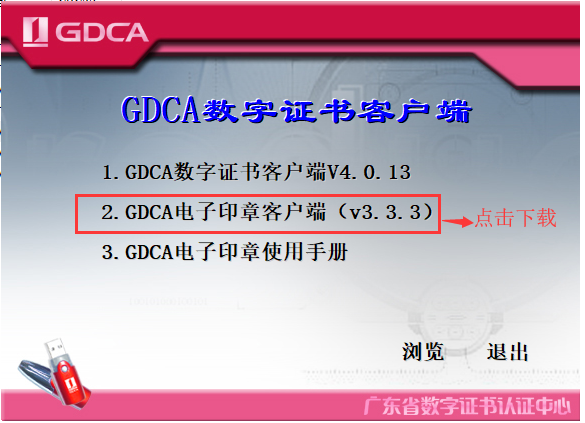 GDCA
GDCA数字证书客户端
1.GDCA数字证书客户端V4.0.13
2.GDCA电子印章客户端（v3.3.3）
点击下载
3.GDCA电子印章使用手册
浏览 退出
广东省数字证书认证中心